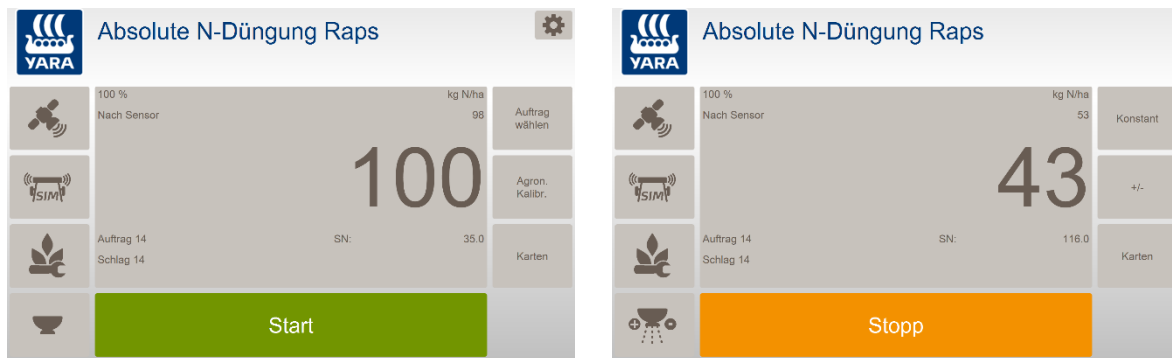 YARA
Absolute N-Düngung Raps
100 % kg N/ha
Nach Sensor 98
100
Auftrag 14 SN: 35.0
Schlag 14
Auftrag
wählen
Agron.
Kalibr.
Karten
SIM
Start
YARA
Absolute N-Düngung Raps
100 % kg N/ha
Nach Sensor 53
43
Auftrag 14 SN: 116.0
Schlag 14
Konstant
+/-
Karten
SIM
Stopp